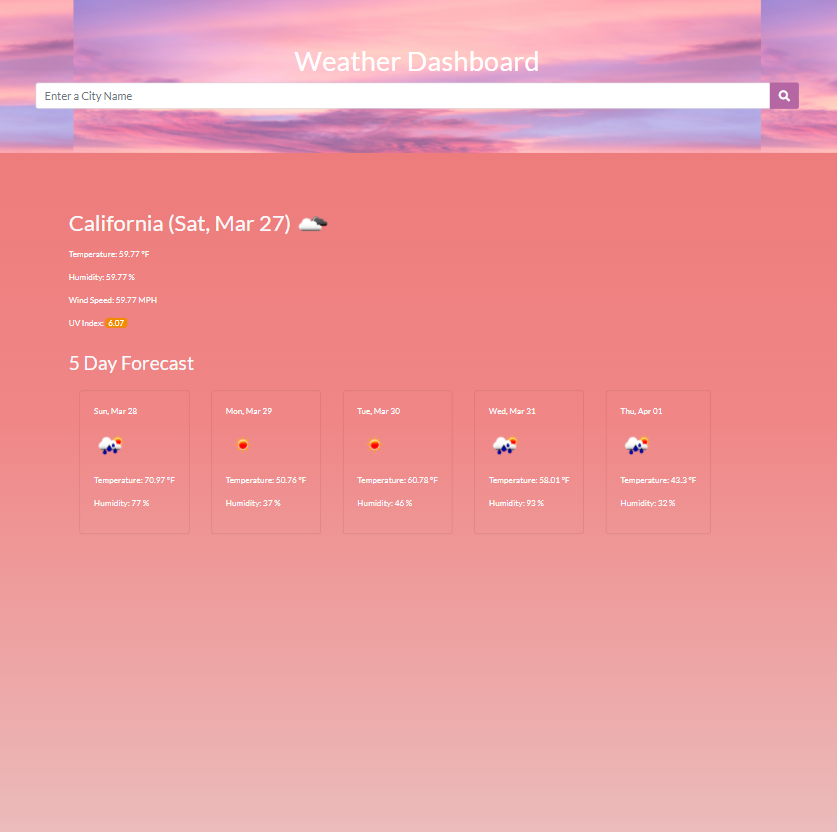 Weather Dashboard
Enter a City Name
California (Sat, Mar 27)
Temperature: 59.77 °F
Humidity: 59.77 %
Wind Speed: 59.77 MPH
UV Index: 6.07
5 Day Forecast
Sun, Mar 28
Temperature: 70.97 °F
Humidity: 77 %
Mon, Mar 29
Temperature: 50.76 °F
Humidity: 37 %
Tue, Mar 30
Temperature: 60.78 °F
Humidity: 46 %
Wed, Mar 31
Temperature: 58.01 °F
Humidity: 93 %
Thu, Apr 01
Temperature: 43.3 °F
Humidity: 32 %